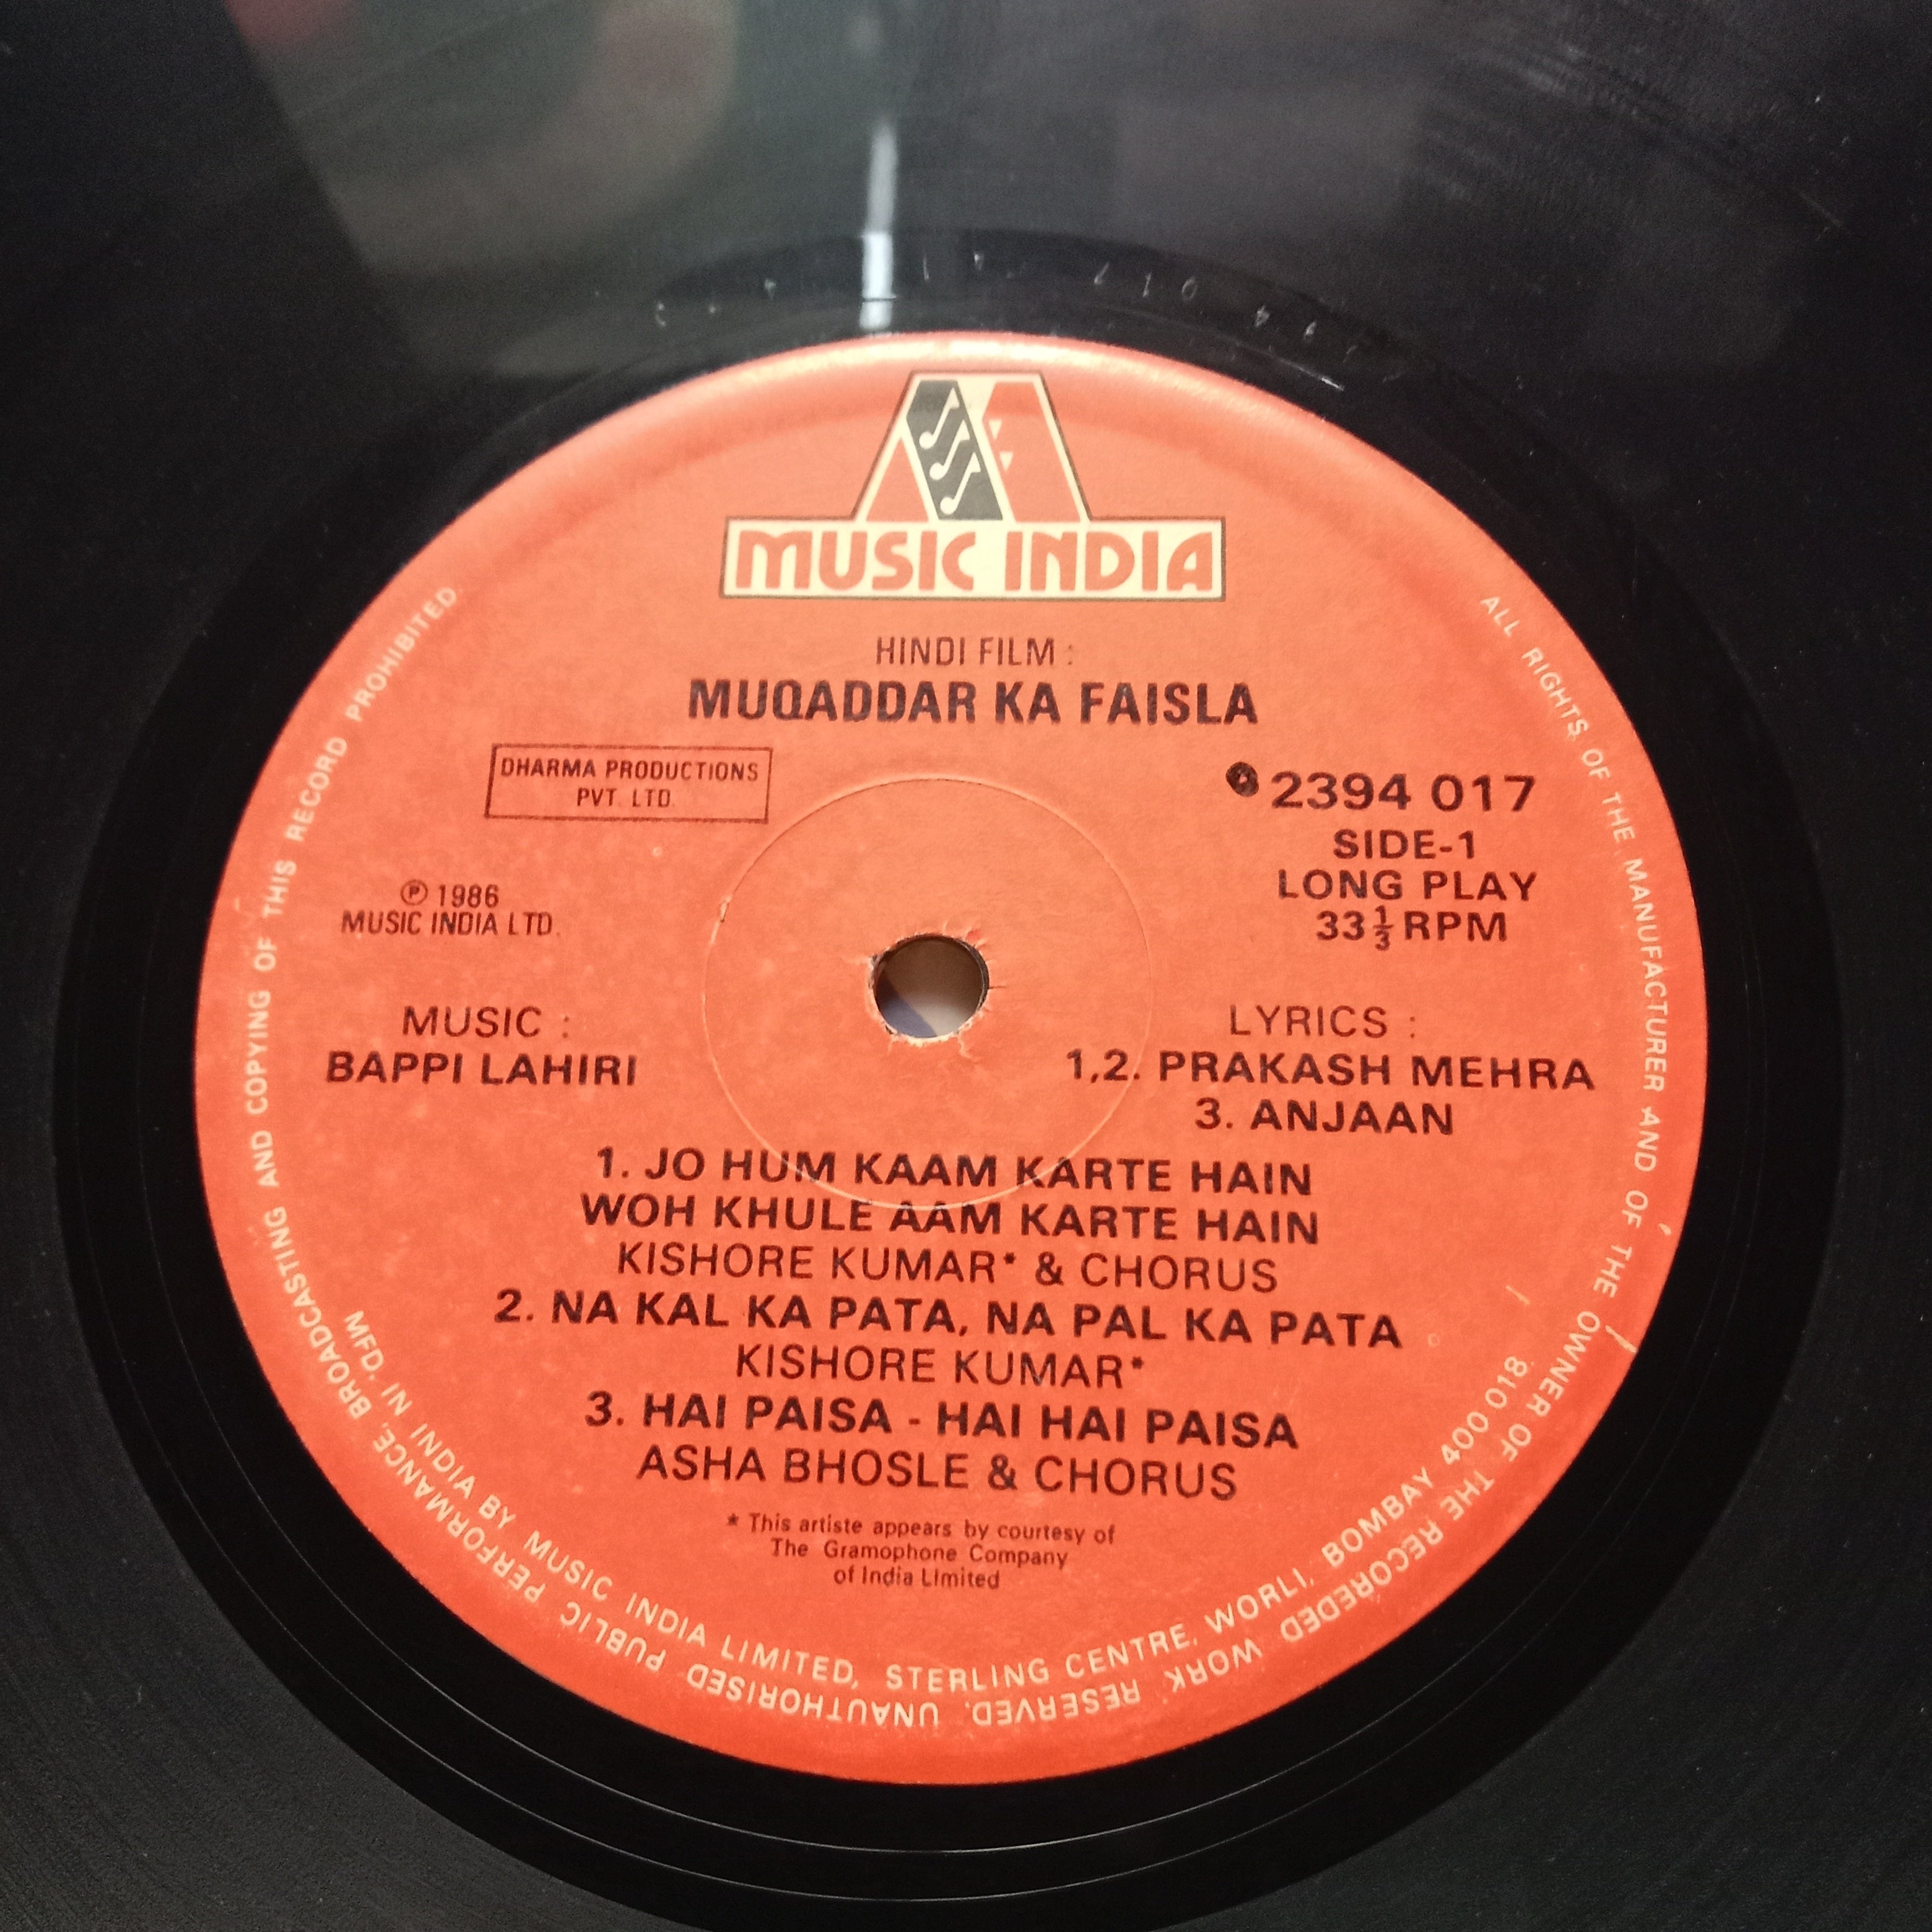 MUSIC INDIA
HINDI FILM :
MUQADDAR KA FAISLA
DHARMA PRODUCTIONS
PVT. LTD.
2394 017
SIDE-1
LONG PLAY
33 1/3 RPM
℗ 1986
MUSIC INDIA LTD.
MUSIC :
BAPPI LAHIRI
LYRICS :
1,2. PRAKASH MEHRA
3. ANJAAN
1. JO HUM KAAM KARTE HAIN
WOH KHULE AAM KARTE HAIN
KISHORE KUMAR* & CHORUS
2. NA KAL KA PATA, NA PAL KA PATA
KISHORE KUMAR*
3. HAI PAISA - HAI HAI PAISA
ASHA BHOSLE & CHORUS
* This artiste appears by courtesy of
The Gramophone Company
of India Limited
MFD. IN INDIA BY MUSIC INDIA LIMITED, STERLING CENTRE, WORLI, BOMBAY 400 018.
ALL RIGHTS OF THE MANUFACTURER AND OF THE OWNER OF THE RECORDED WORK RESERVED. UNAUTHORISED PUBLIC PERFORMANCE, BROADCASTING AND COPYING OF THIS RECORD PROHIBITED.